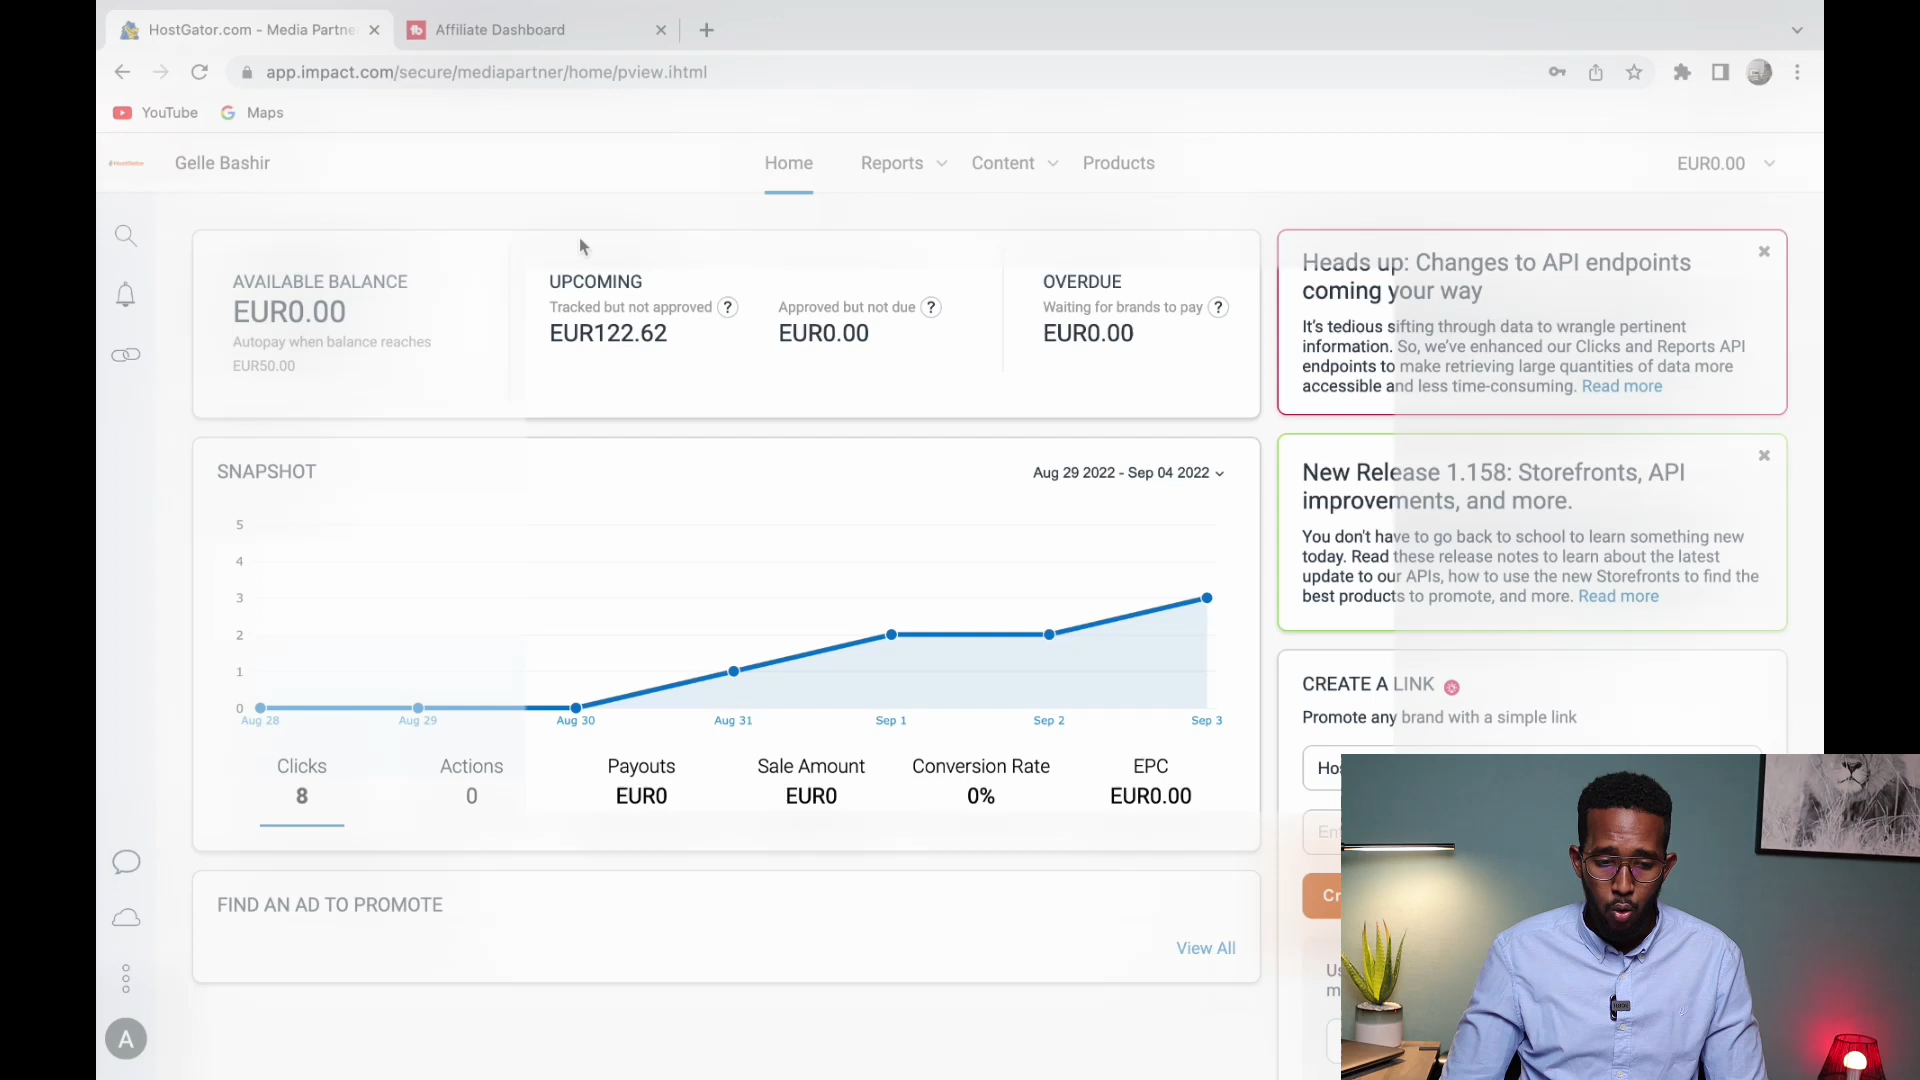 HostGator.com - Media Partne
Affiliate Dashboard
app.impact.com/secure/mediapartner/home/pview.ihtml
YouTube
Maps
HostGator
Gelle Bashir
Home
Reports
Content
Products
EUR0.00
AVAILABLE BALANCE
EUR0.00
Autopay when balance reaches
EUR50.00
UPCOMING
Tracked but not approved ?
EUR122.62
Approved but not due ?
EUR0.00
OVERDUE
Waiting for brands to pay ?
EUR0.00
Heads up: Changes to API endpoints
coming your way
It's tedious sifting through data to wrangle pertinent
information. So, we've enhanced our Clicks and Reports API
endpoints to make retrieving large quantities of data more
accessible and less time-consuming. Read more
SNAPSHOT
Aug 29 2022 - Sep 04 2022
5
4
3
2
1
0
Aug 28
Aug 29
Aug 30
Aug 31
Sep 1
Sep 2
Sep 3
Clicks
8
Actions
0
Payouts
EUR0
Sale Amount
EUR0
Conversion Rate
0%
EPC
EUR0.00
New Release 1.158: Storefronts, API
improvements, and more.
You don't have to go back to school to learn something new
today. Read these release notes to learn about the latest
update to our APIs, how to use the new Storefronts to find the
best products to promote, and more. Read more
CREATE A LINK
Promote any brand with a simple link
Hos
Ent
Cr
Us
m
FIND AN AD TO PROMOTE
View All
A